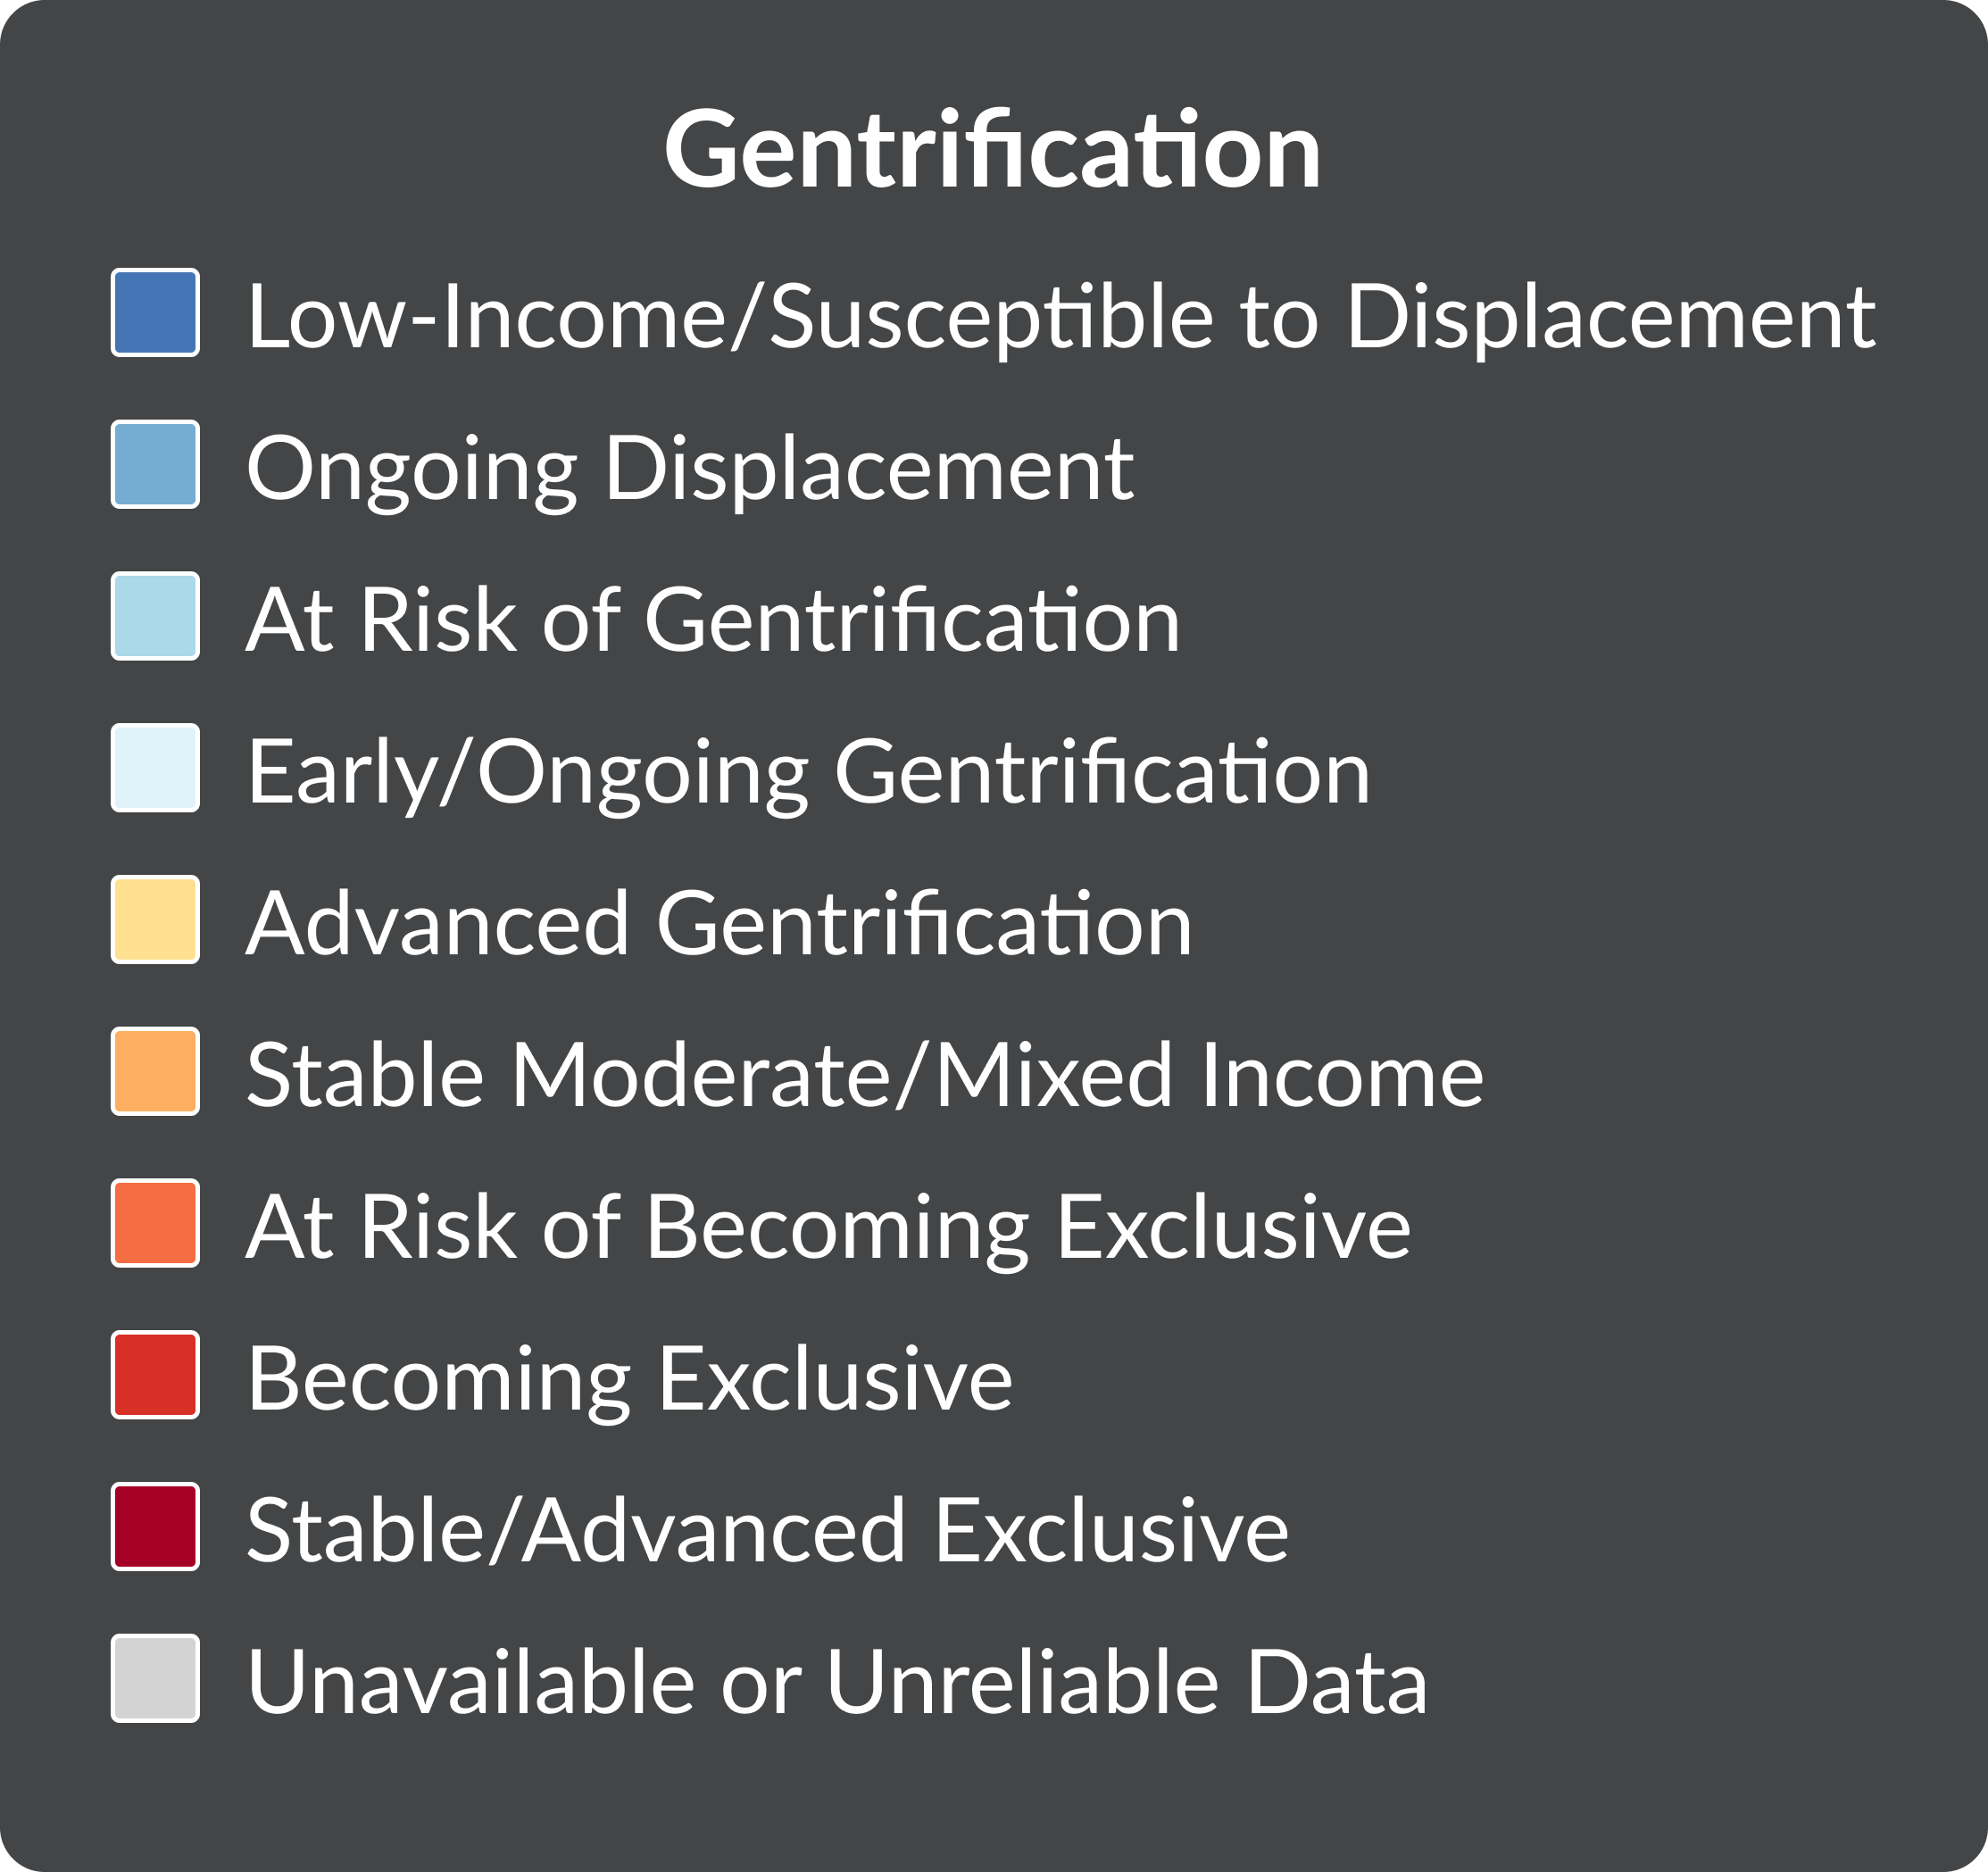 Gentrification
Low-Income/Susceptible to Displacement
Ongoing Displacement
At Risk of Gentrification
Early/Ongoing Gentrification
Advanced Gentrification
Stable Moderate/Mixed Income
At Risk of Becoming Exclusive
Becoming Exclusive
Stable/Advanced Exclusive
Unavailable or Unreliable Data